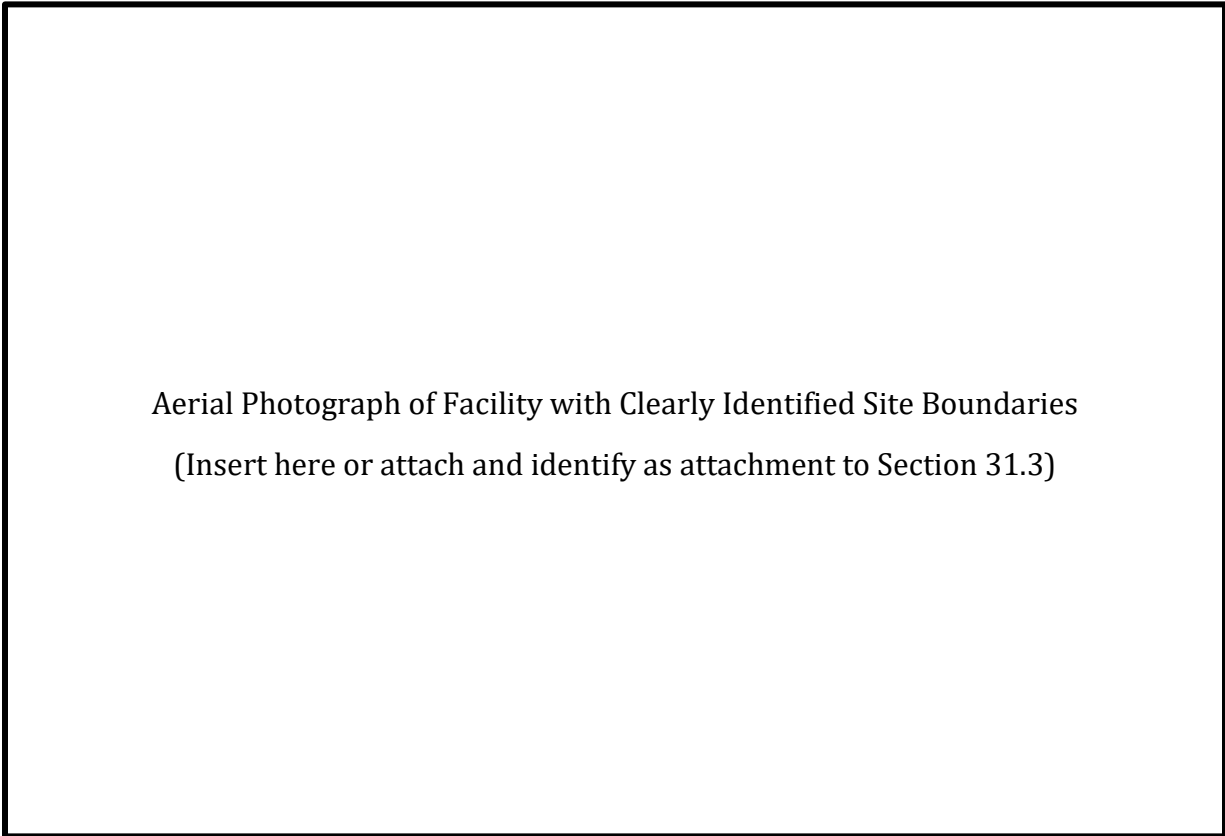 Aerial Photograph of Facility with Clearly Identified Site Boundaries
(Insert here or attach and identify as attachment to Section 31.3)